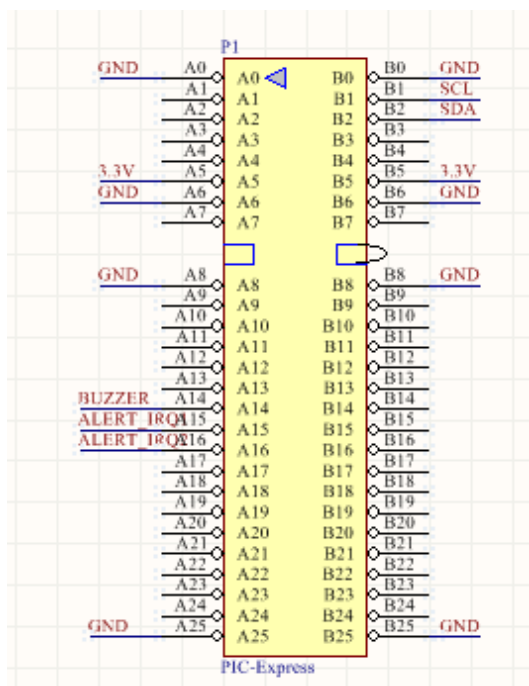 P1
GND A0 A0 B0 B0 GND
A1 A1 B1 B1 SCL
A2 A2 B2 B2 SDA
A3 A3 B3 B3
A4 A4 B4 B4
3.3V A5 A5 B5 B5 3.3V
GND A6 A6 B6 B6 GND
A7 A7 B7 B7
GND A8 A8 B8 B8 GND
A9 A9 B9 B9
A10 A10 B10 B10
A11 A11 B11 B11
A12 A12 B12 B12
A13 A13 B13 B13
BUZZER A14 A14 B14 B14
A15 A15 B15 B15
A16 A16 B16 B16
A17 A17 B17 B17
A18 A18 B18 B18
A19 A19 B19 B19
A20 A20 B20 B20
A21 A21 B21 B21
A22 A22 B22 B22
A23 A23 B23 B23
A24 A24 B24 B24
GND A25 A25 B25 B25 GND
PIC-Express